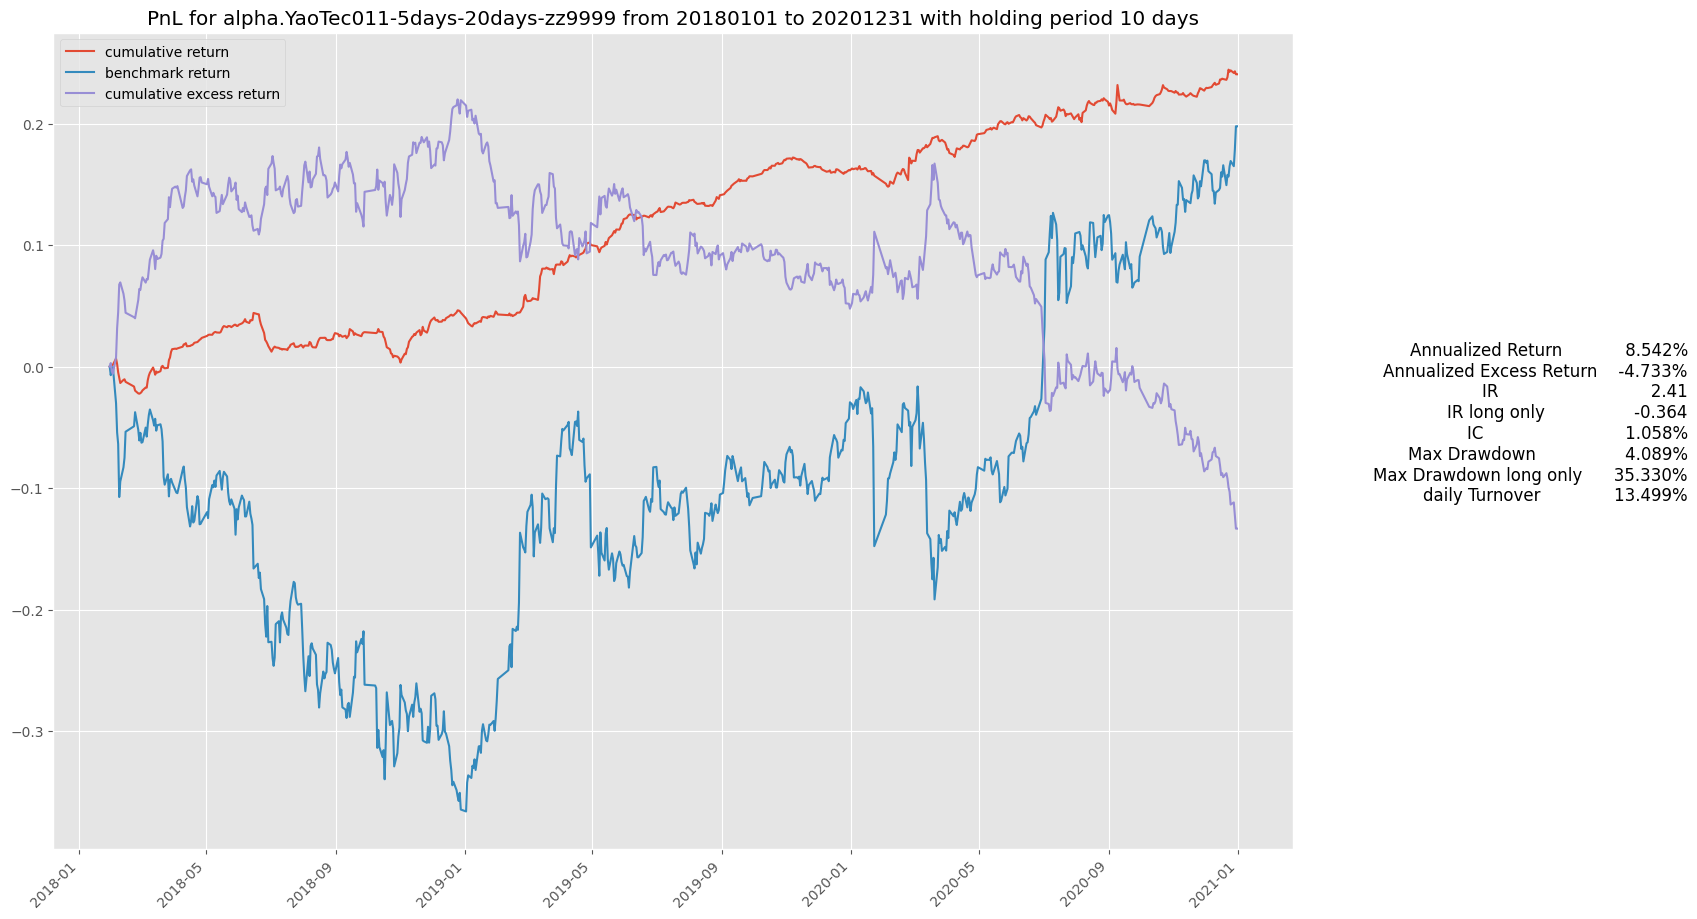 PnL for alpha.YaoTec011-5days-20days-zz9999 from 20180101 to 20201231 with holding period 10 days
cumulative return
benchmark return
cumulative excess return
0.2
0.1
0.0
−0.1
−0.2
−0.3
2018-01
2018-05
2018-09
2019-01
2019-05
2019-09
2020-01
2020-05
2020-09
2021-01
Annualized Return 8.542%
Annualized Excess Return -4.733%
IR 2.41
IR long only -0.364
IC 1.058%
Max Drawdown 4.089%
Max Drawdown long only 35.330%
daily Turnover 13.499%